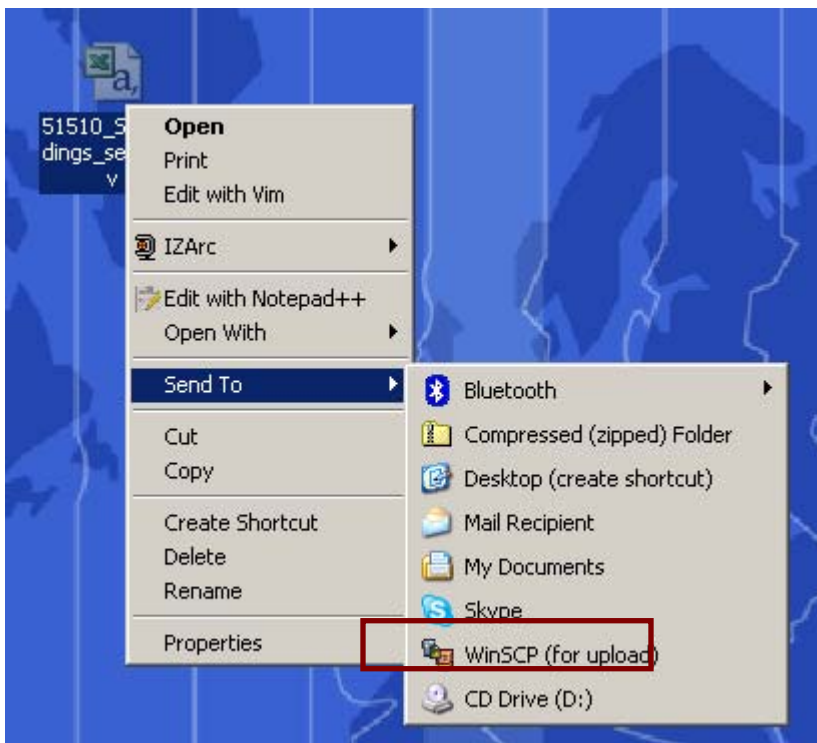 51510_S
dings_se
v
Open
Print
Edit with Vim
IZArc
Edit with Notepad++
Open With
Send To
Cut
Copy
Create Shortcut
Delete
Rename
Properties
Bluetooth
Compressed (zipped) Folder
Desktop (create shortcut)
Mail Recipient
My Documents
Skype
WinSCP (for upload)
CD Drive (D:)